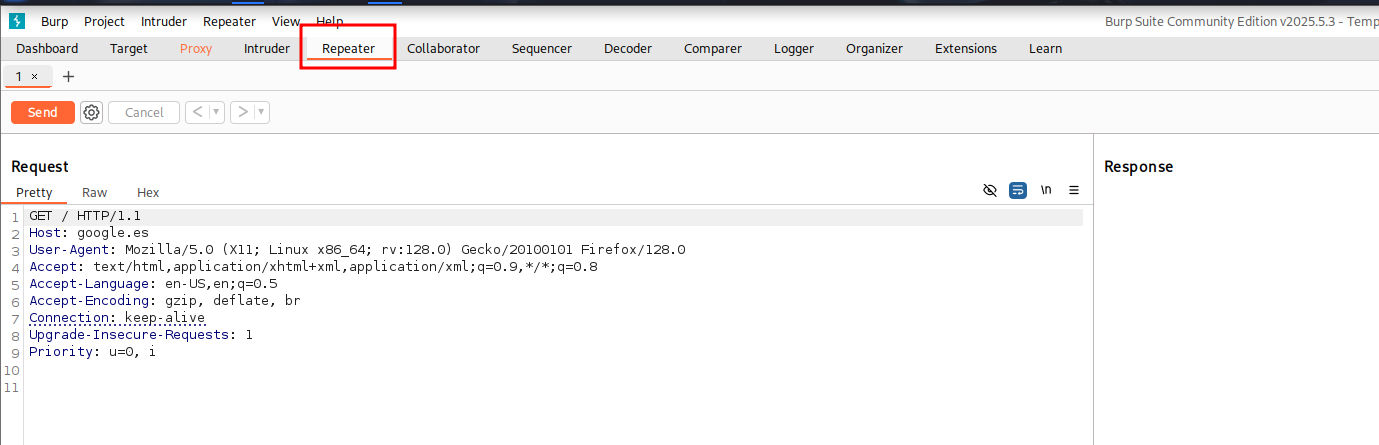 Burp Project Intruder Repeater View Help Burp Suite Community Edition v2025.5.3 - Temp
Dashboard Target Proxy Intruder Repeater Collaborator Sequencer Decoder Comparer Logger Organizer Extensions Learn
1 × +
Send Cancel < >
Request Response
Pretty Raw Hex \n
1 GET / HTTP/1.1
2 Host: google.es
3 User-Agent: Mozilla/5.0 (X11; Linux x86_64; rv:128.0) Gecko/20100101 Firefox/128.0
4 Accept: text/html,application/xhtml+xml,application/xml;q=0.9,*/*;q=0.8
5 Accept-Language: en-US,en;q=0.5
6 Accept-Encoding: gzip, deflate, br
7 Connection: keep-alive
8 Upgrade-Insecure-Requests: 1
9 Priority: u=0, i
10
11